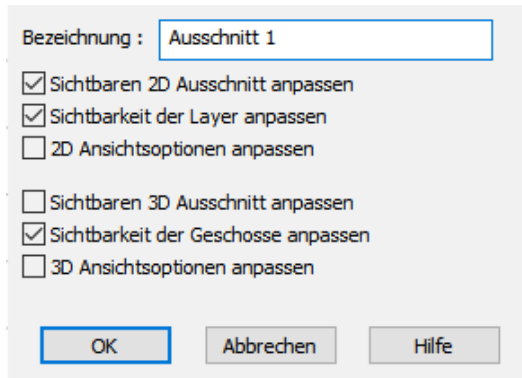 Bezeichnung : Ausschnitt 1
Sichtbaren 2D Ausschnitt anpassen
Sichtbarkeit der Layer anpassen
2D Ansichtsoptionen anpassen
Sichtbaren 3D Ausschnitt anpassen
Sichtbarkeit der Geschosse anpassen
3D Ansichtsoptionen anpassen
OK Abbrechen Hilfe